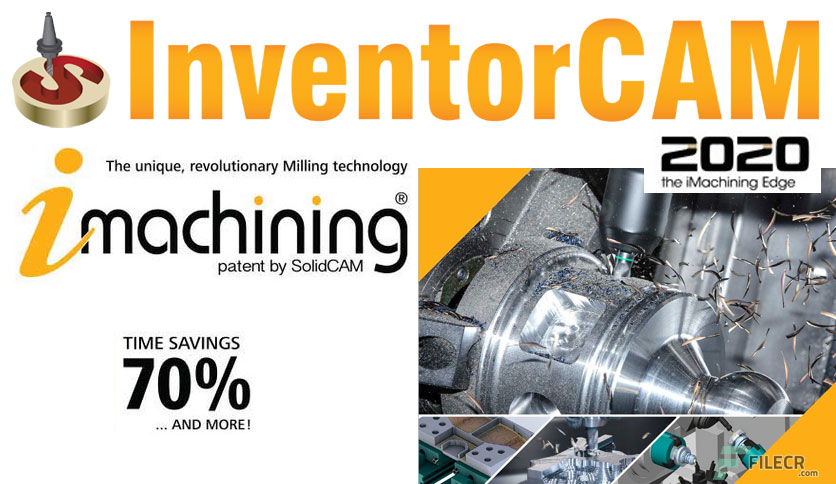 InventorCAM
2020
the iMachining Edge
The unique, revolutionary Milling technology
imachining®
patent by SolidCAM
TIME SAVINGS
70%
... AND MORE!
FILECR
.com